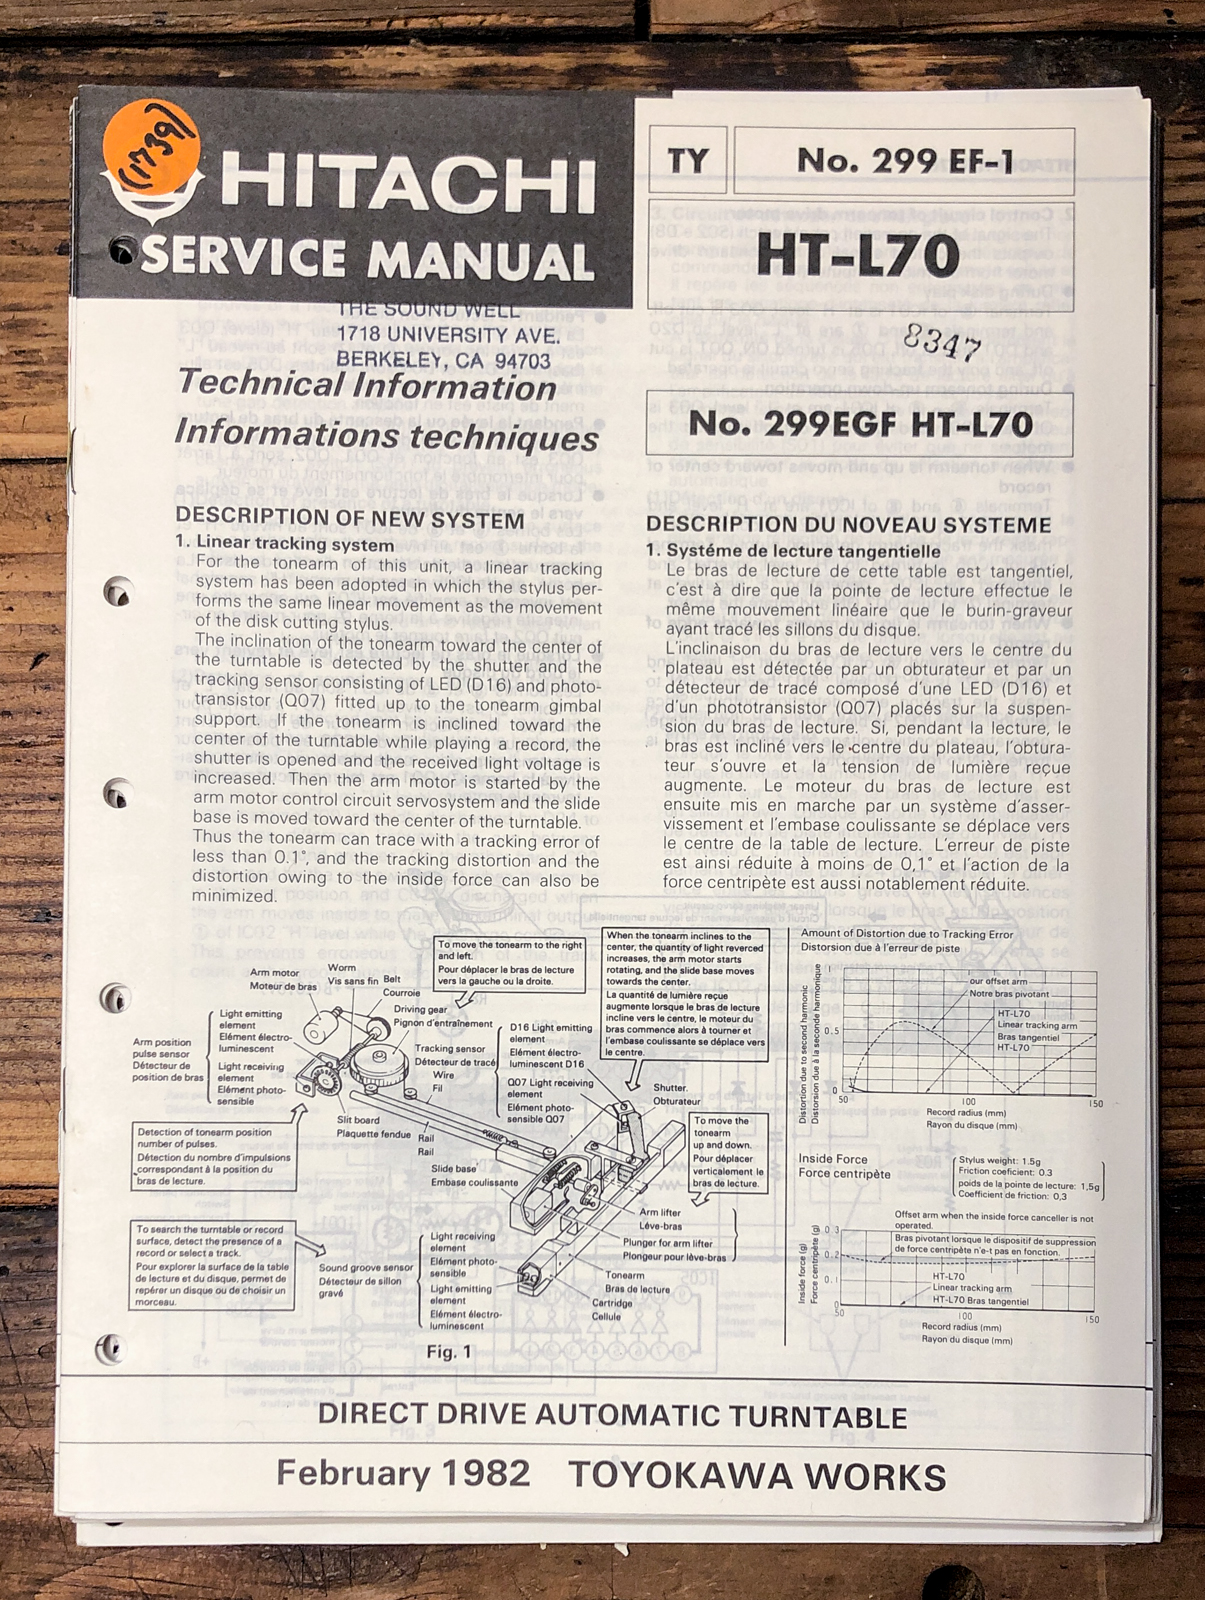 (1739)
HITACHI
SERVICE MANUAL
TY
No. 299 EF-1
HT-L70
THE SOUND WELL
1718 UNIVERSITY AVE.
BERKELEY, CA 94703
8347
Technical Information
Informations techniques
No. 299EGF HT-L70
DESCRIPTION OF NEW SYSTEM
1. Linear tracking system
For the tonearm of this unit, a linear tracking
system has been adopted in which the stylus per-
forms the same linear movement as the movement
of the disk cutting stylus.
The inclination of the tonearm toward the center of
the turntable is detected by the shutter and the
tracking sensor consisting of LED (D16) and photo-
transistor (Q07) fitted up to the tonearm gimbal
support. If the tonearm is inclined toward the
center of the turntable while playing a record, the
shutter is opened and the received light voltage is
increased. Then the arm motor is started by the
arm motor control circuit servosystem and the slide
base is moved toward the center of the turntable.
Thus the tonearm can trace with a tracking error of
less than 0.1°, and the tracking distortion and the
distortion owing to the inside force can also be
minimized.
DESCRIPTION DU NOVEAU SYSTEME
1. Systéme de lecture tangentielle
Le bras de lecture de cette table est tangentiel,
c'est à dire que la pointe de lecture effectue le
même mouvement linéaire que le burin-graveur
ayant tracé les sillons du disque.
L'inclinaison du bras de lecture vers le centre du
plateau est détectée par un obturateur et par un
détecteur de tracé composé d'une LED (D16) et
d'un phototransistor (Q07) placés sur la suspen-
sion du bras de lecture. Si, pendant la lecture, le
bras est incliné vers le centre du plateau, l'obtura-
teur s'ouvre et la tension de lumière reçue
augmente. Le moteur du bras de lecture est
ensuite mis en marche par un système d'asser-
vissement et l'embase coulissante se déplace vers
le centre de la table de lecture. L'erreur de piste
est ainsi réduite à moins de 0,1° et l'action de la
force centripète est aussi notablement réduite.
To move the tonearm to the right
and left.
Pour déplacer le bras de lecture
vers la gauche ou la droite.
When the tonearm inclines to the
center, the quantity of light reverced
increases, the arm motor starts
rotating, and the slide base moves
towards the center.
La quantité de lumière reçue
augmente lorsque le bras de lecture
incline vers le centre, le moteur du
bras commence alors à tourner et
l'embase coulissante se déplace vers
le centre.
Arm motor
Moteur de bras
Worm
Vis sans fin
Belt
Courroie
Driving gear
Pignon d'entraînement
Light emitting
element
Elément électro-
luminescent
Light receiving
element
Elément photo-
sensible
Arm position
pulse sensor
Détecteur de
position de bras
Tracking sensor
Détecteur de tracé
Wire
Fil
D16 Light emitting
element
Elément électro-
luminescent D16
Q07 Light receiving
element
Elément photo-
sensible Q07
Shutter.
Obturateur
Slit board
Plaquette fendue
Rail
Rail
Slide base
Embase coulissante
Detection of tonearm position
number of pulses.
Détection du nombre d'impulsions
correspondant à la position du
bras de lecture.
To move the
tonearm
up and down.
Pour déplacer
verticalement le
bras de lecture.
Arm lifter
Lève-bras
Plunger for arm lifter
Plongeur pour lève-bras
To search the turntable or record
surface, detect the presence of a
record or select a track.
Pour explorer la surface de la table
de lecture et du disque, permet de
repérer un disque ou de choisir un
morceau.
Sound groove sensor
Détecteur de sillon
gravé
Light receiving
element
Elément photo-
sensible
Light emitting
element
Elément électro-
luminescent
Tonearm
Bras de lecture
Cartridge
Cellule
Fig. 1
Amount of Distortion due to Tracking Error
Distorsion due à l'erreur de piste
Distortion due to second harmonic
Distorsion due à la seconde harmonique
our offset arm
Notre bras pivotant
HT-L70
Linear tracking arm
Bras tangentiel
HT-L70
1
0.5
0
50
100
150
Record radius (mm)
Rayon du disque (mm)
Inside Force
Force centripète
Stylus weight: 1.5g
Friction coeficient: 0.3
poids de la pointe de lecture: 1,5g
Coefficient de friction: 0,3
Offset arm when the inside force canceller is not
operated.
Bras pivotant lorsque le dispositif de suppression
de force centripète n'e-t pas en fonction.
Inside force (g)
Force centripète (g)
0.3
0.2
0.1
0
HT-L70
Linear tracking arm
HT-L70 Bras tangentiel
50
100
150
Record radius (mm)
Rayon du disque (mm)
DIRECT DRIVE AUTOMATIC TURNTABLE
February 1982 TOYOKAWA WORKS